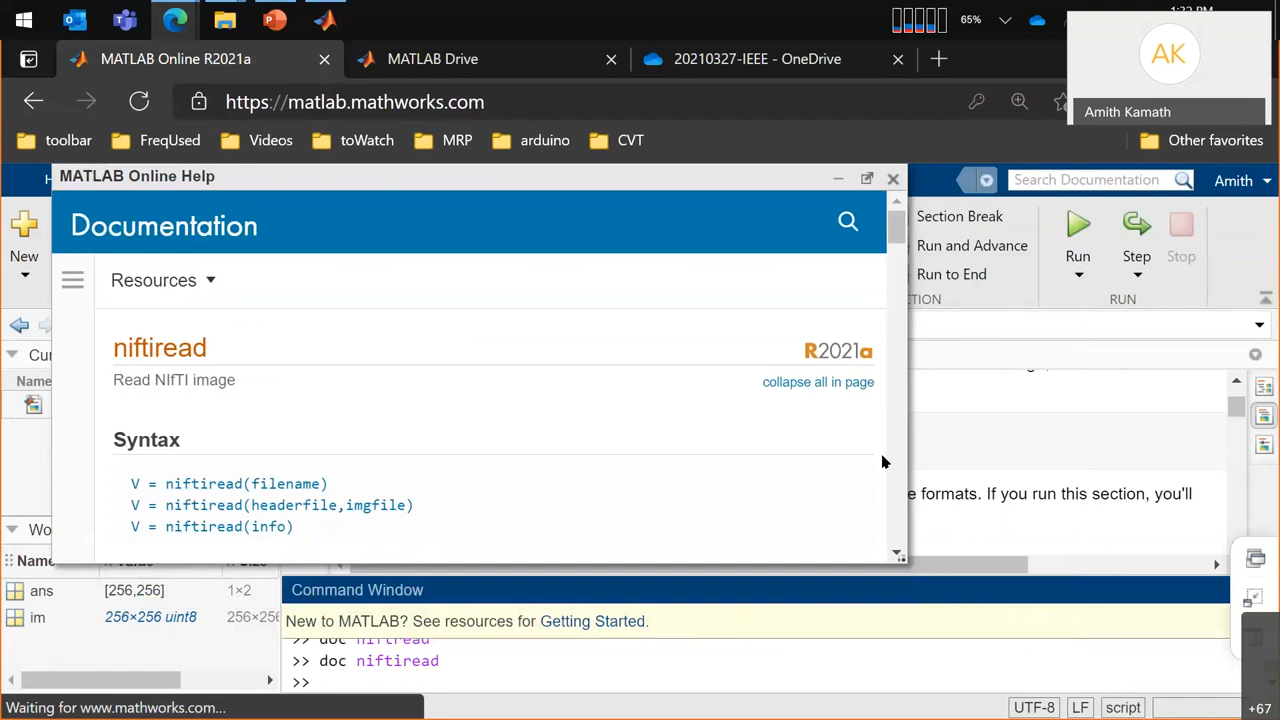 65%
AK
Amith Kamath
MATLAB Online R2021a
MATLAB Drive
20210327-IEEE - OneDrive
https://matlab.mathworks.com
toolbar
FreqUsed
Videos
toWatch
MRP
arduino
CVT
Other favorites
MATLAB Online Help
Search Documentation
Amith
Documentation
New
Section Break
Run and Advance
Run to End
Run
Step
Stop
RUN
Resources
niftiread
R2021a
Read NIfTI image
collapse all in page
Name
Syntax
V = niftiread(filename)
V = niftiread(headerfile,imgfile)
V = niftiread(info)
e formats. If you run this section, you'll
ans
[256,256]
1×2
im
256×256 uint8
256×256
Command Window
New to MATLAB? See resources for Getting Started.
>> doc niftread
>> doc niftiread
>>
Waiting for www.mathworks.com...
UTF-8
LF
script
+67